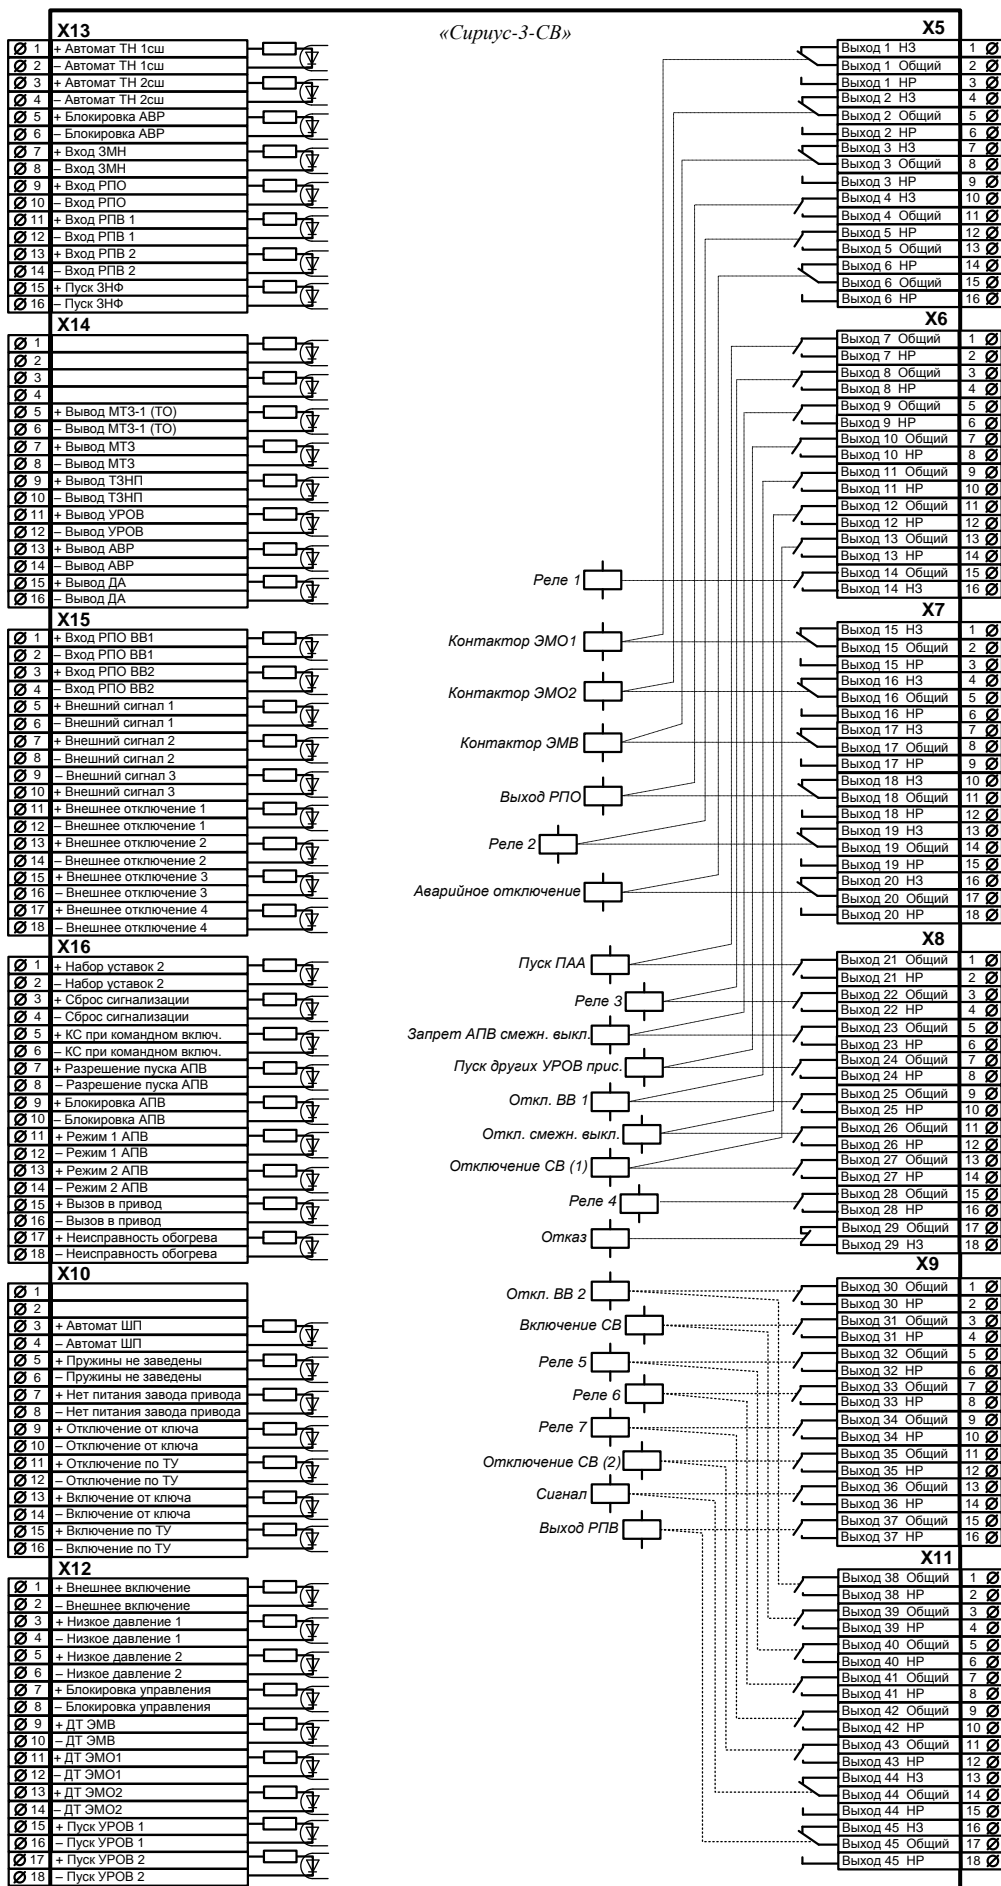 «Сириус-3-СВ»
X13
1 + Автомат ТН 1сш
2 – Автомат ТН 1сш
3 + Автомат ТН 2сш
4 – Автомат ТН 2сш
5 + Блокировка АВР
6 – Блокировка АВР
7 + Вход ЗМН
8 – Вход ЗМН
9 + Вход РПО
10 – Вход РПО
11 + Вход РПВ 1
12 – Вход РПВ 1
13 + Вход РПВ 2
14 – Вход РПВ 2
15 + Пуск ЗНФ
16 – Пуск ЗНФ
X14
1
2
3
4
5 + Вывод МТЗ-1 (ТО)
6 – Вывод МТЗ-1 (ТО)
7 + Вывод МТЗ
8 – Вывод МТЗ
9 + Вывод ТЗНП
10 – Вывод ТЗНП
11 + Вывод УРОВ
12 – Вывод УРОВ
13 + Вывод АВР
14 – Вывод АВР
15 + Вывод ДА
16 – Вывод ДА
X15
1 + Вход РПО ВВ1
2 – Вход РПО ВВ1
3 + Вход РПО ВВ2
4 – Вход РПО ВВ2
5 + Внешний сигнал 1
6 – Внешний сигнал 1
7 + Внешний сигнал 2
8 – Внешний сигнал 2
9 – Внешний сигнал 3
10 + Внешний сигнал 3
11 + Внешнее отключение 1
12 – Внешнее отключение 1
13 + Внешнее отключение 2
14 – Внешнее отключение 2
15 + Внешнее отключение 3
16 – Внешнее отключение 3
17 + Внешнее отключение 4
18 – Внешнее отключение 4
X16
1 + Набор уставок 2
2 – Набор уставок 2
3 + Сброс сигнализации
4 – Сброс сигнализации
5 + КС при командном включ.
6 – КС при командном включ.
7 + Разрешение пуска АПВ
8 – Разрешение пуска АПВ
9 + Блокировка АПВ
10 – Блокировка АПВ
11 + Режим 1 АПВ
12 – Режим 1 АПВ
13 + Режим 2 АПВ
14 – Режим 2 АПВ
15 + Вызов в привод
16 – Вызов в привод
17 + Неисправность обогрева
18 – Неисправность обогрева
X10
1
2
3 + Автомат ШП
4 – Автомат ШП
5 + Пружины не заведены
6 – Пружины не заведены
7 + Нет питания завода привода
8 – Нет питания завода привода
9 + Отключение от ключа
10 – Отключение от ключа
11 + Отключение по ТУ
12 – Отключение по ТУ
13 + Включение от ключа
14 – Включение от ключа
15 + Включение по ТУ
16 – Включение по ТУ
X12
1 + Внешнее включение
2 – Внешнее включение
3 + Низкое давление 1
4 – Низкое давление 1
5 + Низкое давление 2
6 – Низкое давление 2
7 + Блокировка управления
8 – Блокировка управления
9 + ДТ ЭМВ
10 – ДТ ЭМВ
11 + ДТ ЭМО1
12 – ДТ ЭМО1
13 + ДТ ЭМО2
14 – ДТ ЭМО2
15 + Пуск УРОВ 1
16 – Пуск УРОВ 1
17 + Пуск УРОВ 2
18 – Пуск УРОВ 2
Реле 1
Контактор ЭМО1
Контактор ЭМО2
Контактор ЭМВ
Выход РПО
Реле 2
Аварийное отключение
Пуск ПАА
Реле 3
Запрет АПВ смежн. выкл.
Пуск других УРОВ прис.
Откл. ВВ 1
Откл. смежн. выкл.
Отключение СВ (1)
Реле 4
Отказ
Откл. ВВ 2
Включение СВ
Реле 5
Реле 6
Реле 7
Отключение СВ (2)
Сигнал
Выход РПВ
X5
Выход 1 НЗ 1
Выход 1 Общий 2
Выход 1 НР 3
Выход 2 НЗ 4
Выход 2 Общий 5
Выход 2 НР 6
Выход 3 НЗ 7
Выход 3 Общий 8
Выход 3 НР 9
Выход 4 НЗ 10
Выход 4 Общий 11
Выход 5 НР 12
Выход 5 Общий 13
Выход 6 НР 14
Выход 6 Общий 15
Выход 6 НР 16
X6
Выход 7 Общий 1
Выход 7 НР 2
Выход 8 Общий 3
Выход 8 НР 4
Выход 9 Общий 5
Выход 9 НР 6
Выход 10 Общий 7
Выход 10 НР 8
Выход 11 Общий 9
Выход 11 НР 10
Выход 12 Общий 11
Выход 12 НР 12
Выход 13 Общий 13
Выход 13 НР 14
Выход 14 Общий 15
Выход 14 НЗ 16
X7
Выход 15 НЗ 1
Выход 15 Общий 2
Выход 15 НР 3
Выход 16 НЗ 4
Выход 16 Общий 5
Выход 16 НР 6
Выход 17 НЗ 7
Выход 17 Общий 8
Выход 17 НР 9
Выход 18 НЗ 10
Выход 18 Общий 11
Выход 18 НР 12
Выход 19 НЗ 13
Выход 19 Общий 14
Выход 19 НР 15
Выход 20 НЗ 16
Выход 20 Общий 17
Выход 20 НР 18
X8
Выход 21 Общий 1
Выход 21 НР 2
Выход 22 Общий 3
Выход 22 НР 4
Выход 23 Общий 5
Выход 23 НР 6
Выход 24 Общий 7
Выход 24 НР 8
Выход 25 Общий 9
Выход 25 НР 10
Выход 26 Общий 11
Выход 26 НР 12
Выход 27 Общий 13
Выход 27 НР 14
Выход 28 Общий 15
Выход 28 НР 16
Выход 29 Общий 17
Выход 29 НЗ 18
X9
Выход 30 Общий 1
Выход 30 НР 2
Выход 31 Общий 3
Выход 31 НР 4
Выход 32 Общий 5
Выход 32 НР 6
Выход 33 Общий 7
Выход 33 НР 8
Выход 34 Общий 9
Выход 34 НР 10
Выход 35 Общий 11
Выход 35 НР 12
Выход 36 Общий 13
Выход 36 НР 14
Выход 37 Общий 15
Выход 37 НР 16
X11
Выход 38 Общий 1
Выход 38 НР 2
Выход 39 Общий 3
Выход 39 НР 4
Выход 40 Общий 5
Выход 40 НР 6
Выход 41 Общий 7
Выход 41 НР 8
Выход 42 Общий 9
Выход 42 НР 10
Выход 43 Общий 11
Выход 43 НР 12
Выход 44 НЗ 13
Выход 44 Общий 14
Выход 44 НР 15
Выход 45 НЗ 16
Выход 45 Общий 17
Выход 45 НР 18